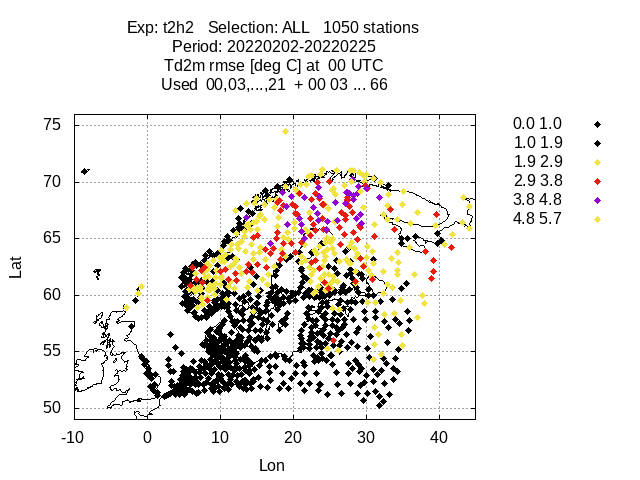 Exp: t2h2   Selection: ALL   1050 stations
Period: 20220202-20220225
Td2m rmse [deg C] at  00 UTC
Used  00,03,...,21  + 00 03 ... 66
0.0 1.0
1.0 1.9
1.9 2.9
2.9 3.8
3.8 4.8
4.8 5.7
75
70
65
60
55
50
Lat
-10 0 10 20 30 40
Lon